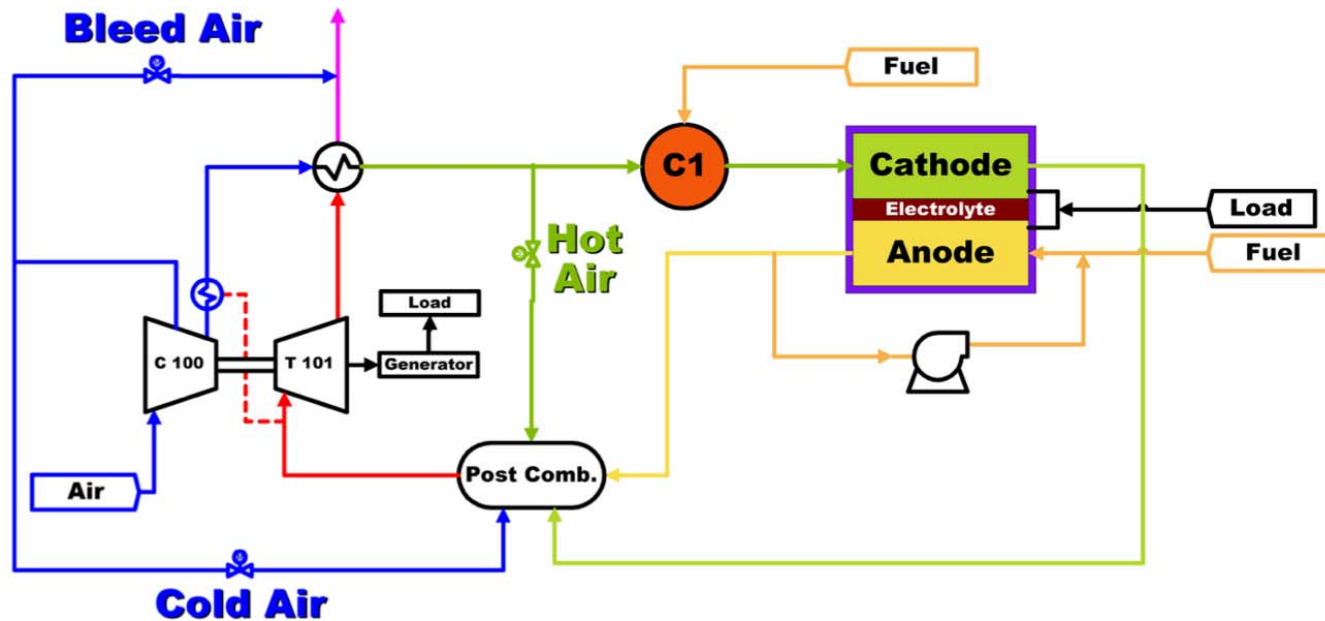 Bleed Air
Fuel
C1
Cathode
Electrolyte
Load
Hot
Air
Anode
Fuel
Load
C 100
T 101
Generator
Post Comb.
Air
Cold Air